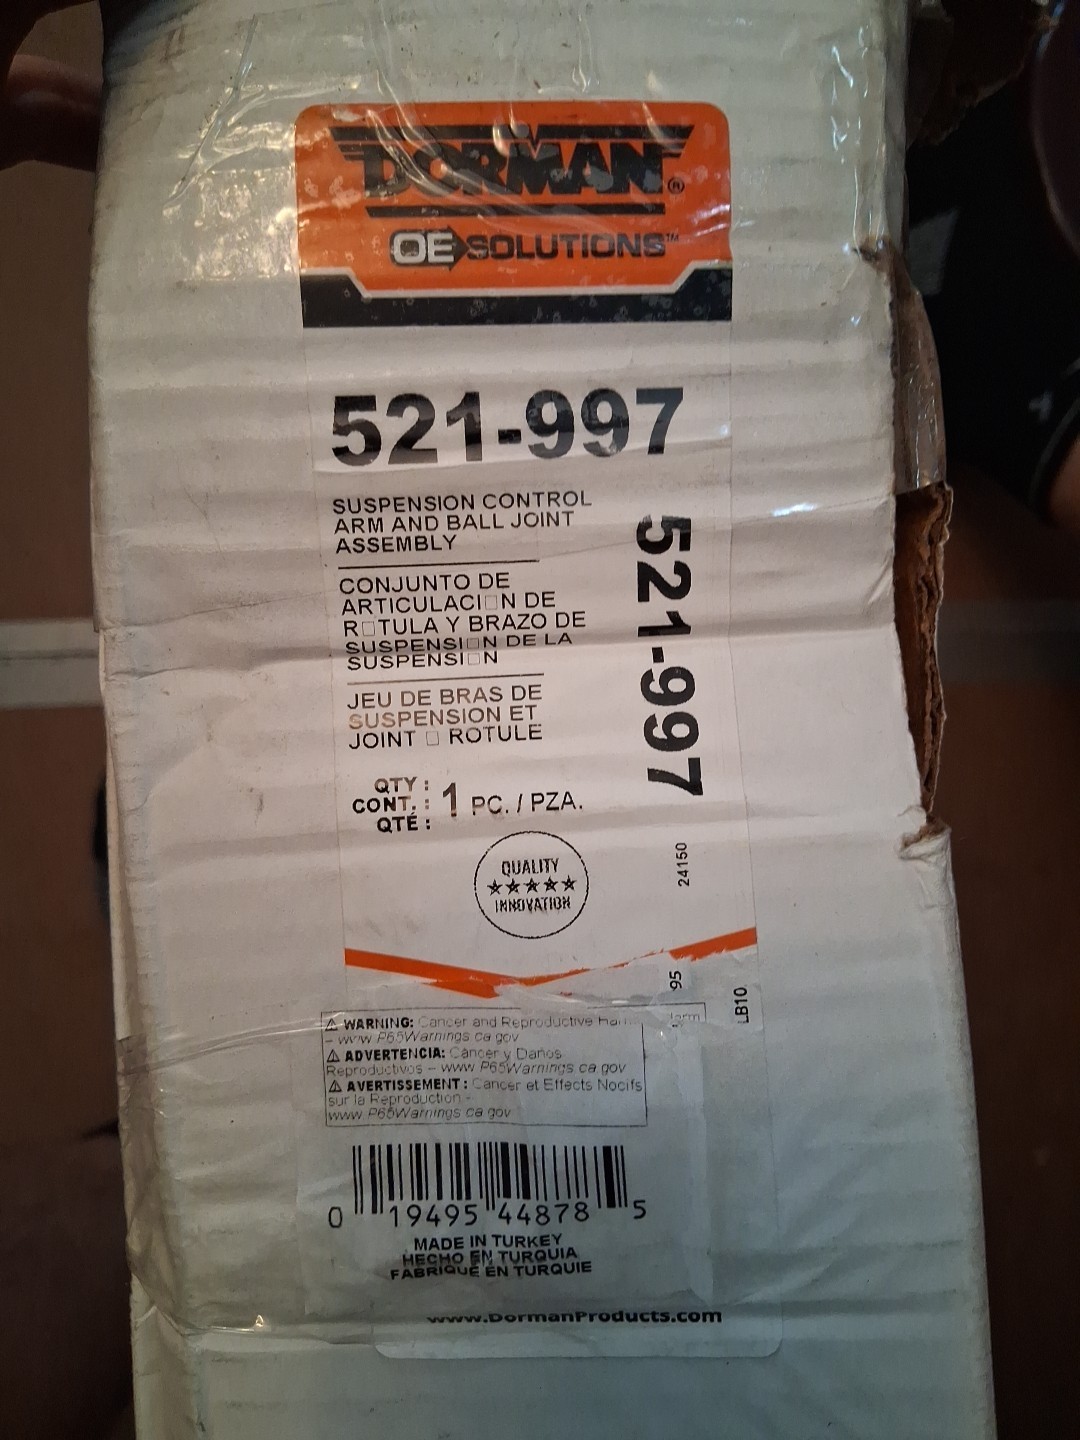 DORMAN®
OE SOLUTIONS™
521-997
SUSPENSION CONTROL
ARM AND BALL JOINT
ASSEMBLY
CONJUNTO DE
ARTICULACI□N DE
R□TULA Y BRAZO DE
SUSPENSI□N DE LA
SUSPENSI□N
JEU DE BRAS DE
SUSPENSION ET
JOINT □ ROTULE
521-997
QTY :
CONT. : 1 PC. / PZA.
QTÉ :
QUALITY
★★★★★
INNOVATION
24150
95
LB10
⚠ WARNING: Cancer and Reproductive Harm
– www P65Warnings ca gov
⚠ ADVERTENCIA: Cáncer y Daños
Reproductivos – www P65Warnings ca gov
⚠ AVERTISSEMENT : Cancer et Effects Nocifs
sur la Reproduction -
www P65Warnings ca gov
0 19495 44878 5
MADE IN TURKEY
HECHO EN TURQUIA
FABRIQUÉ EN TURQUIE
www.DormanProducts.com